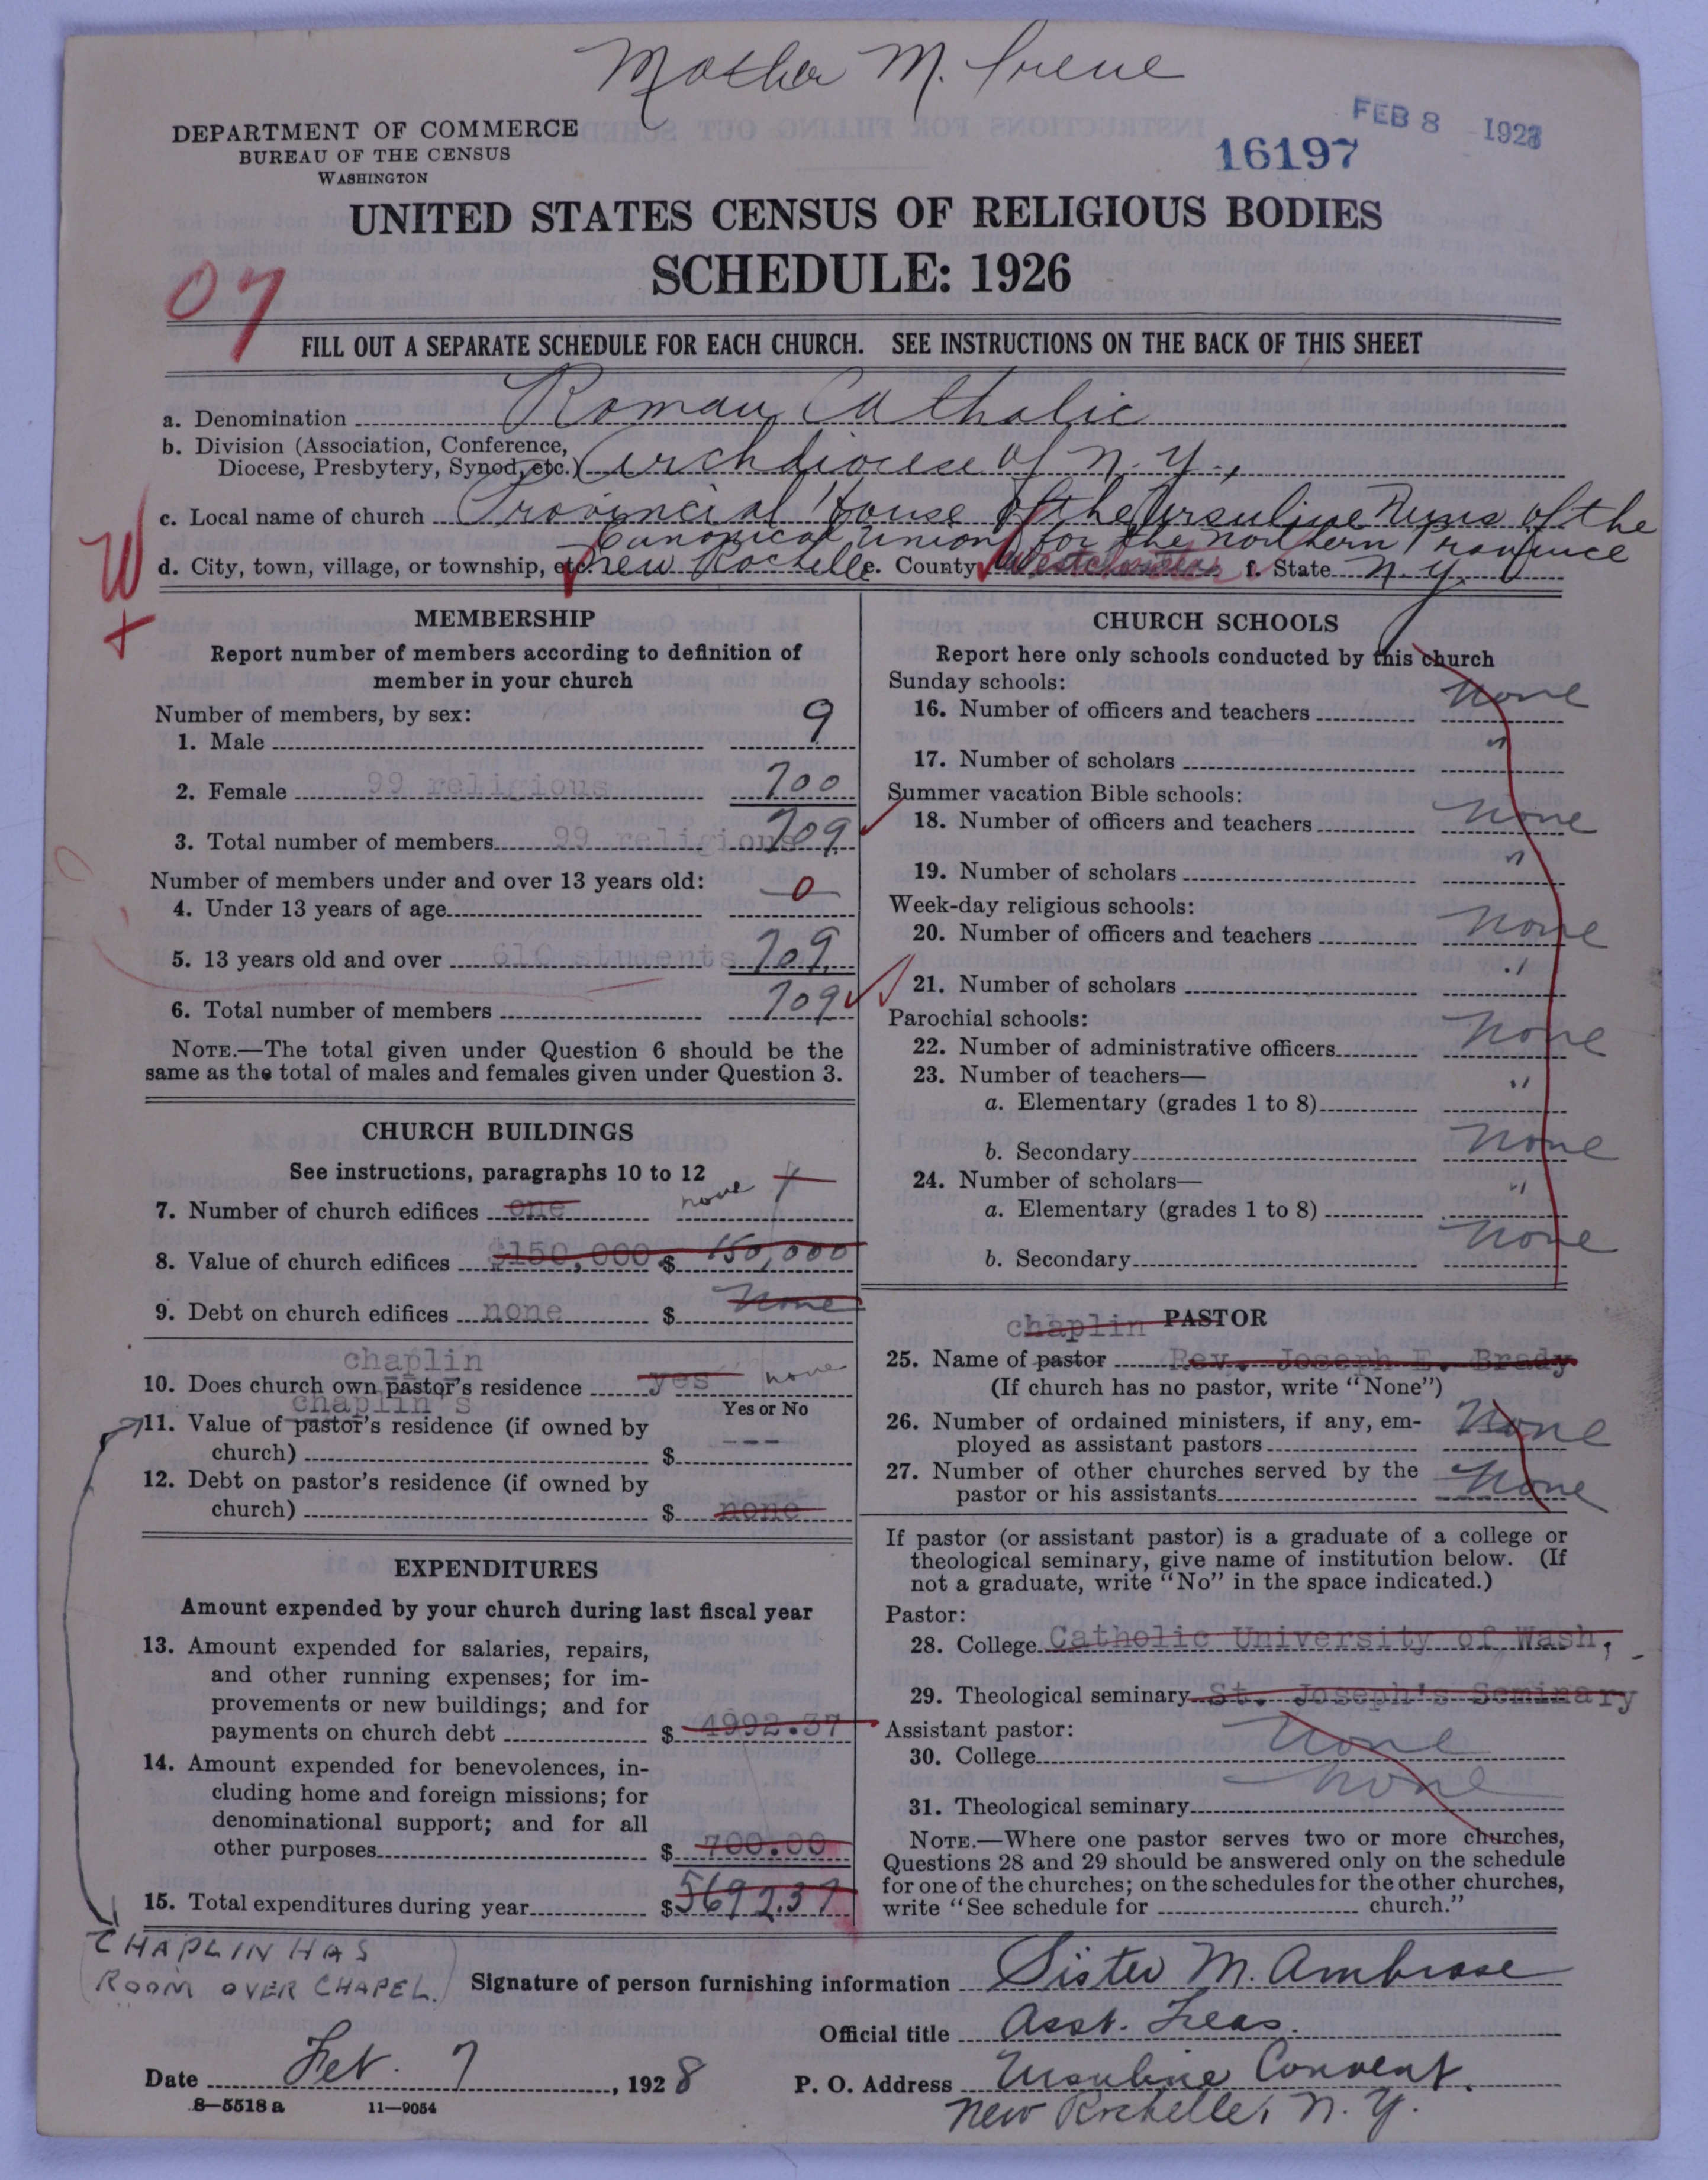 Mother M. Irene
FEB 8 1928
16197
DEPARTMENT OF COMMERCE
BUREAU OF THE CENSUS
WASHINGTON
UNITED STATES CENSUS OF RELIGIOUS BODIES
SCHEDULE: 1926
07
FILL OUT A SEPARATE SCHEDULE FOR EACH CHURCH. SEE INSTRUCTIONS ON THE BACK OF THIS SHEET
a. Denomination Roman Catholic
b. Division (Association, Conference,
Diocese, Presbytery, Synod, etc.) Archdiocese of N. Y.,
c. Local name of church Provincial House of the Ursuline Nuns of the
Canonical Union for the Northern Province
W
d. City, town, village, or township, etc. New Rochelle e. County Westchester f. State N. Y.
MEMBERSHIP
Report number of members according to definition of
member in your church
Number of members, by sex:
1. Male 9
2. Female 99 religious 700
3. Total number of members 99 religious 709
Number of members under and over 13 years old:
4. Under 13 years of age 0
5. 13 years old and over 610 students 709
6. Total number of members 709
NOTE.—The total given under Question 6 should be the
same as the total of males and females given under Question 3.
CHURCH BUILDINGS
See instructions, paragraphs 10 to 12
7. Number of church edifices one none
8. Value of church edifices $150,000 $ 150,000
9. Debt on church edifices none $ None
chaplin
10. Does church own pastor's residence yes none
Yes or No
chaplin's
11. Value of pastor's residence (if owned by
church) $ ---
12. Debt on pastor's residence (if owned by
church) $ none
EXPENDITURES
Amount expended by your church during last fiscal year
13. Amount expended for salaries, repairs,
and other running expenses; for im-
provements or new buildings; and for
payments on church debt $ 4992.37
14. Amount expended for benevolences, in-
cluding home and foreign missions; for
denominational support; and for all
other purposes $ 700.00
15. Total expenditures during year $5692.37
CHURCH SCHOOLS
Report here only schools conducted by this church
Sunday schools:
16. Number of officers and teachers None
17. Number of scholars "
Summer vacation Bible schools:
18. Number of officers and teachers None
19. Number of scholars "
Week-day religious schools:
20. Number of officers and teachers None
21. Number of scholars "
Parochial schools:
22. Number of administrative officers None
23. Number of teachers—
a. Elementary (grades 1 to 8) "
b. Secondary None
24. Number of scholars—
a. Elementary (grades 1 to 8) "
b. Secondary None
chaplin PASTOR
25. Name of pastor Rev. Joseph E. Brady
(If church has no pastor, write "None")
26. Number of ordained ministers, if any, em-
ployed as assistant pastors None
27. Number of other churches served by the
pastor or his assistants None
If pastor (or assistant pastor) is a graduate of a college or
theological seminary, give name of institution below. (If
not a graduate, write "No" in the space indicated.)
Pastor:
28. College Catholic University of Wash,
29. Theological seminary St. Joseph's Seminary
Assistant pastor:
30. College None
31. Theological seminary None
NOTE.—Where one pastor serves two or more churches,
Questions 28 and 29 should be answered only on the schedule
for one of the churches; on the schedules for the other churches,
write "See schedule for church."
CHAPLIN HAS
ROOM OVER CHAPEL.
Signature of person furnishing information Sister M. Ambrose
Official title Asst. Treas.
Date Feb. 7, 1928
P. O. Address Ursuline Convent.
New Rochelle, N. Y.
8—5518 a 11—9054